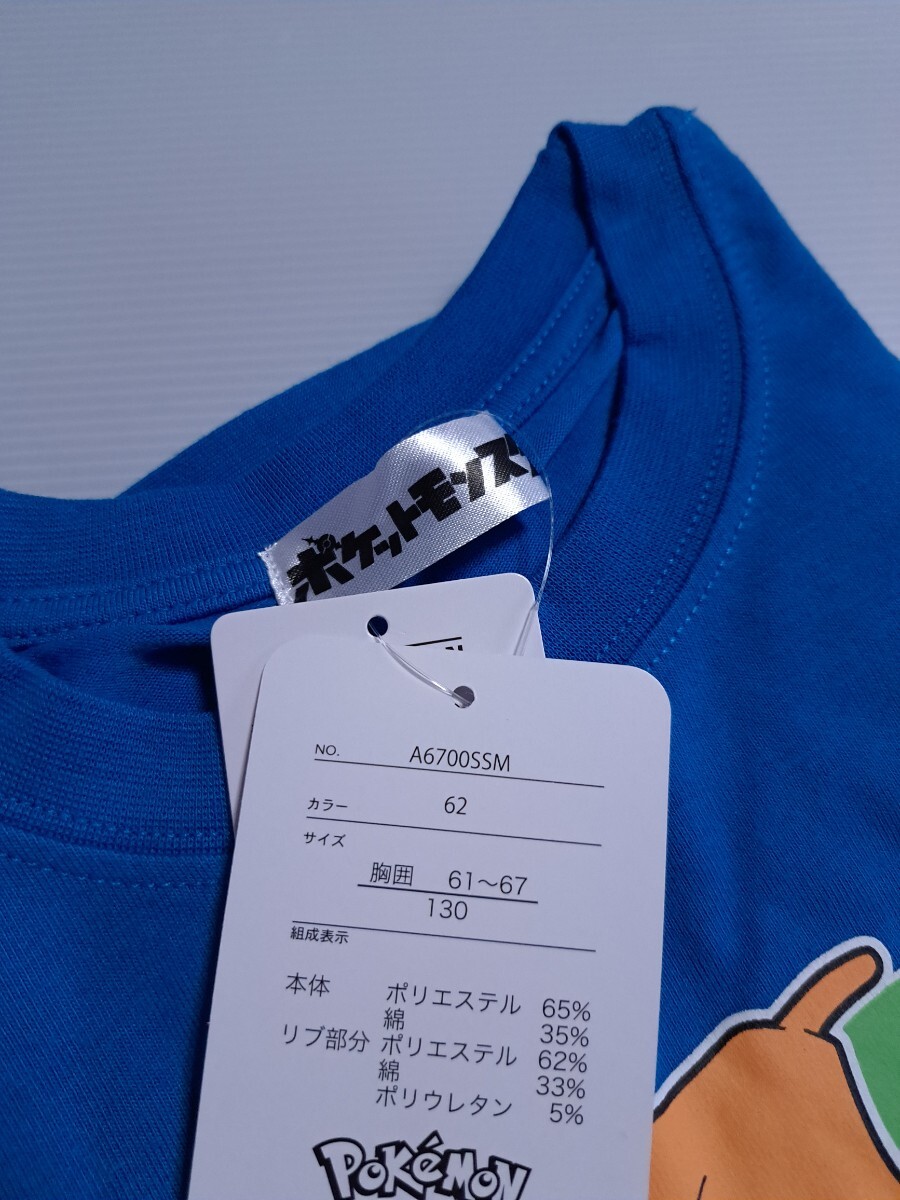 ポケットモンス
NO. A6700SSM
カラー 62
サイズ
胸囲 61～67
130
組成表示
本体 ポリエステル 65%
綿 35%
リブ部分 ポリエステル 62%
綿 33%
ポリウレタン 5%
POKéMON